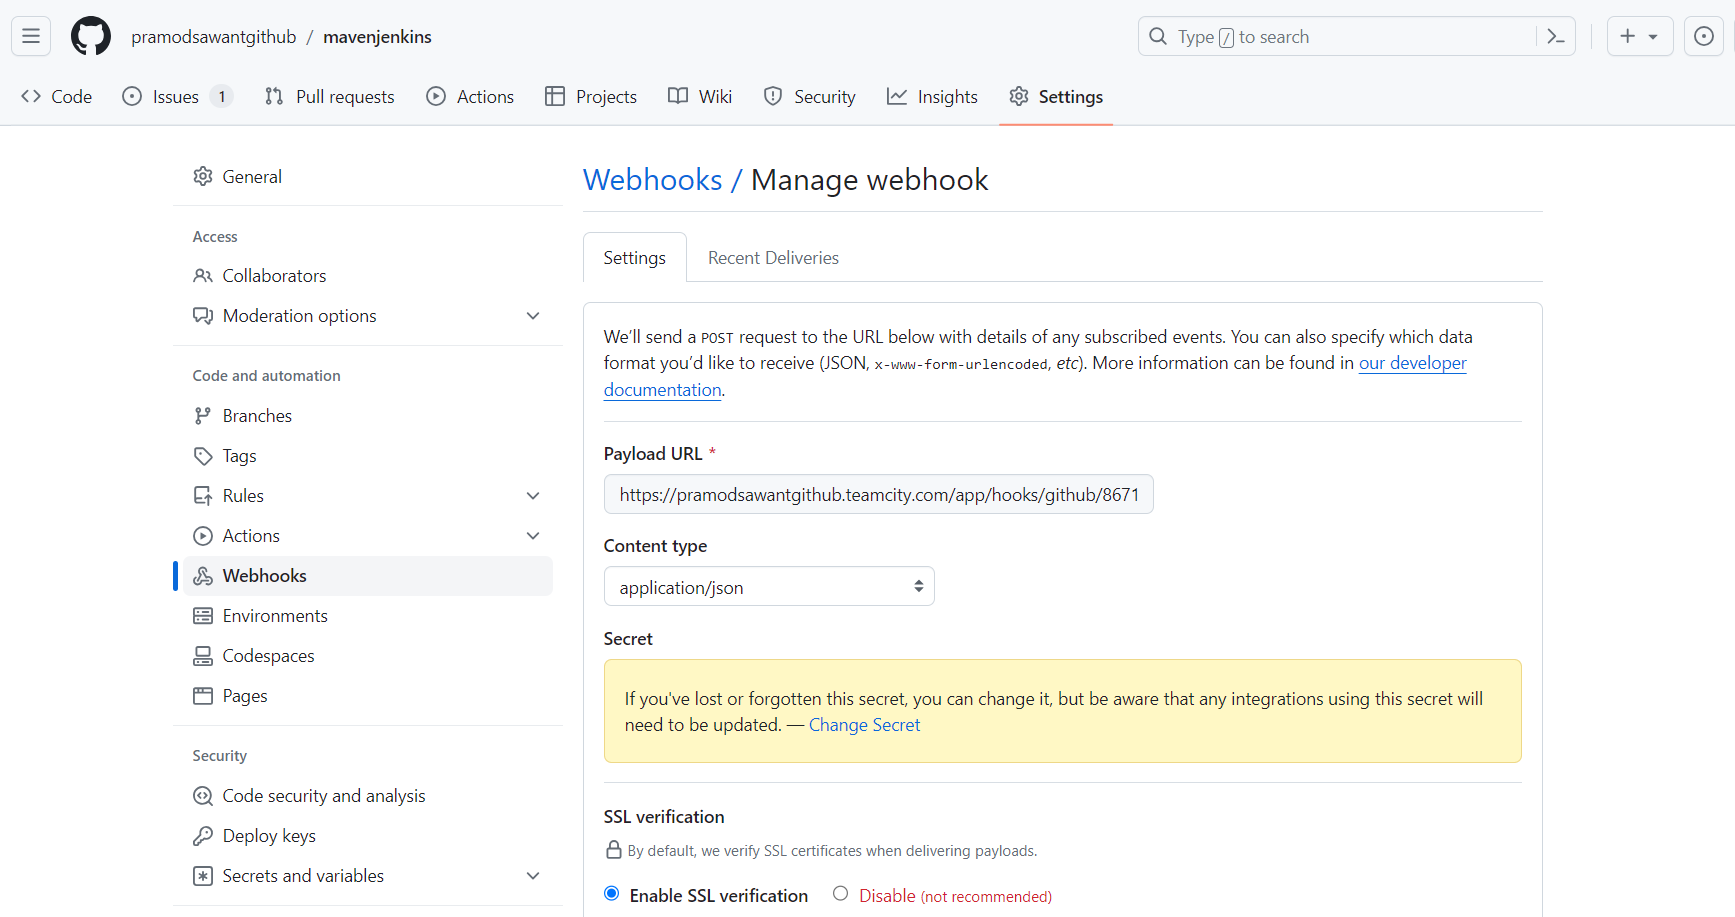 pramodsawantgithub / mavenjenkins
Type / to search
Code
Issues 1
Pull requests
Actions
Projects
Wiki
Security
Insights
Settings
General
Access
Collaborators
Moderation options
Code and automation
Branches
Tags
Rules
Actions
Webhooks
Environments
Codespaces
Pages
Security
Code security and analysis
Deploy keys
Secrets and variables
Webhooks / Manage webhook
Settings
Recent Deliveries
We’ll send a POST request to the URL below with details of any subscribed events. You can also specify which data
format you’d like to receive (JSON, x-www-form-urlencoded, etc). More information can be found in our developer
documentation.
Payload URL *
https://pramodsawantgithub.teamcity.com/app/hooks/github/8671
Content type
application/json
Secret
If you've lost or forgotten this secret, you can change it, but be aware that any integrations using this secret will
need to be updated. — Change Secret
SSL verification
By default, we verify SSL certificates when delivering payloads.
Enable SSL verification
Disable (not recommended)